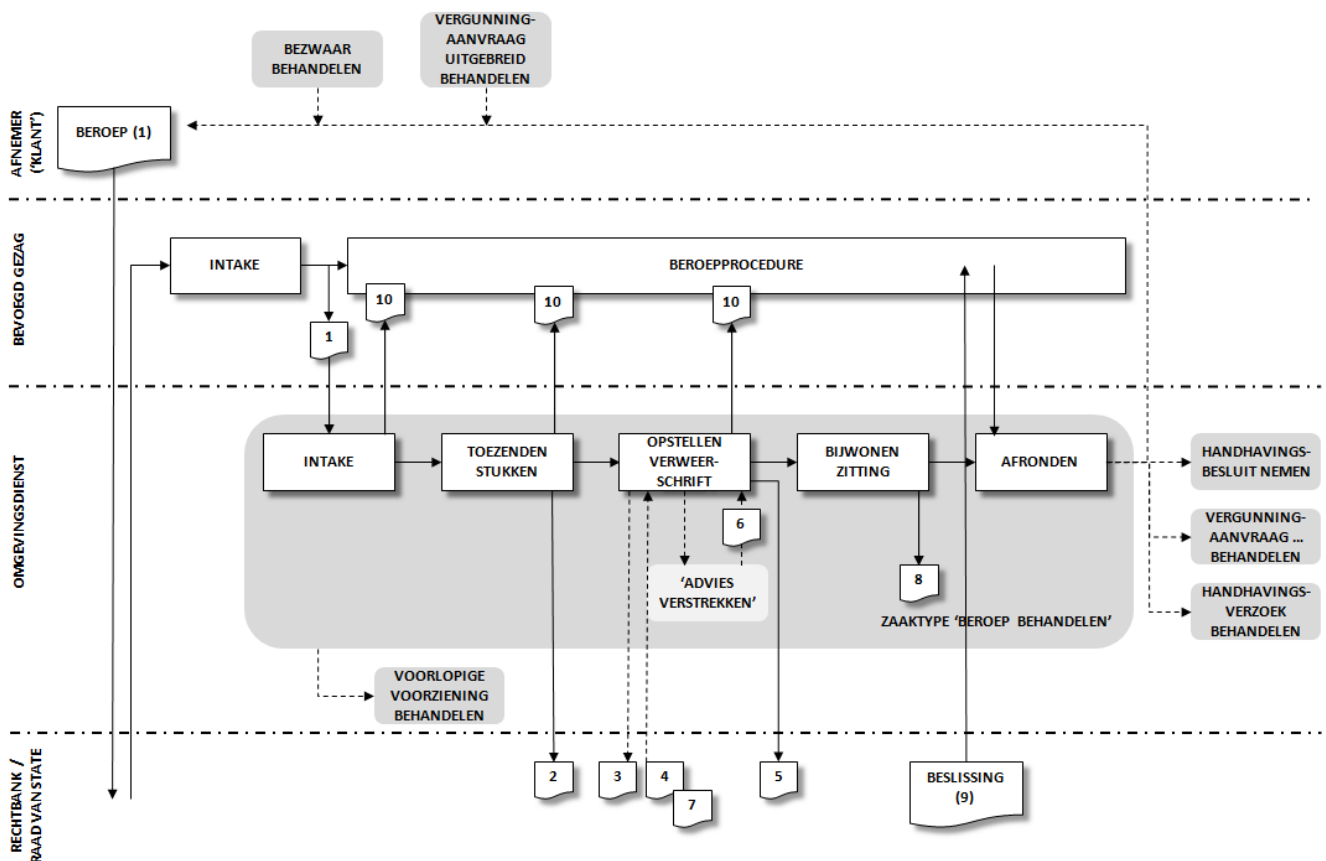 VERGUNNING-
AANVRAAG
UITGEBREID
BEHANDELEN
BEZWAAR
BEHANDELEN
AFNEMER
('KLANT')
BEROEP (1)
BEVOEGD GEZAG
INTAKE
BEROEPPROCEDURE
10
10
10
1
OMGEVINGSDIENST
INTAKE
TOEZENDEN
STUKKEN
OPSTELLEN
VERWEER-
SCHRIFT
BIJWONEN
ZITTING
AFRONDEN
HANDHAVINGS-
BESLUIT NEMEN
6
VERGUNNING-
AANVRAAG ...
BEHANDELEN
'ADVIES
VERSTREKKEN'
8
HANDHAVINGS-
VERZOEK
BEHANDELEN
ZAAKTYPE 'BEROEP BEHANDELEN'
VOORLOPIGE
VOORZIENING
BEHANDELEN
RECHTBANK /
RAAD VAN STATE
2
3
4
7
5
BESLISSING
(9)